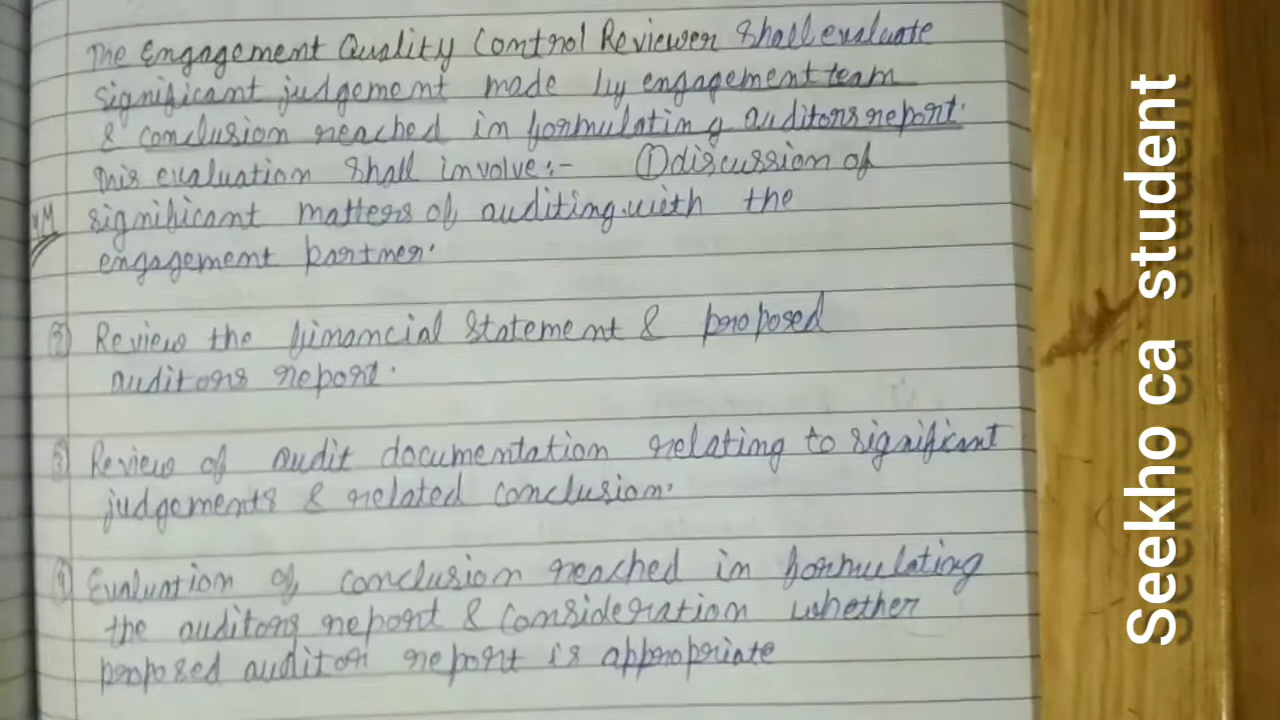 The Engagement Quality Control Reviewer shall evaluate
significant judgement made by engagement team
& conclusion reached in formulating auditors report.
This evaluation shall involve:- ① discussion of
significant matters of auditing with the
engagement partner.
② Review the financial statement & proposed
auditors report.
③ Review of audit documentation relating to significant
judgements & related conclusion.
④ Evaluation of conclusion reached in formulating
the auditors report & consideration whether
proposed auditor report is appropriate
Seekho ca student